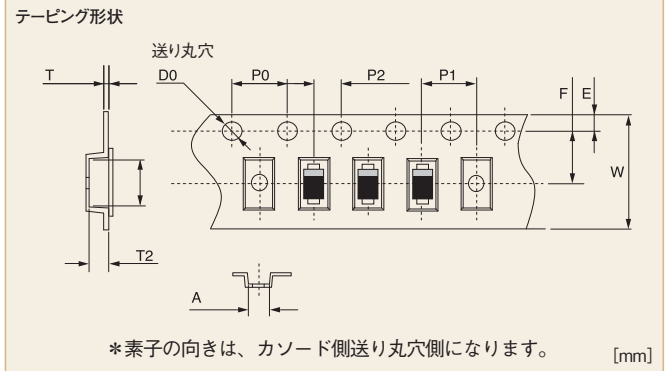 テーピング形状
送り丸穴
T D0 P0 P2 P1 F E
W
T2
A
＊素子の向きは、カソード側送り丸穴側になります。
[mm]